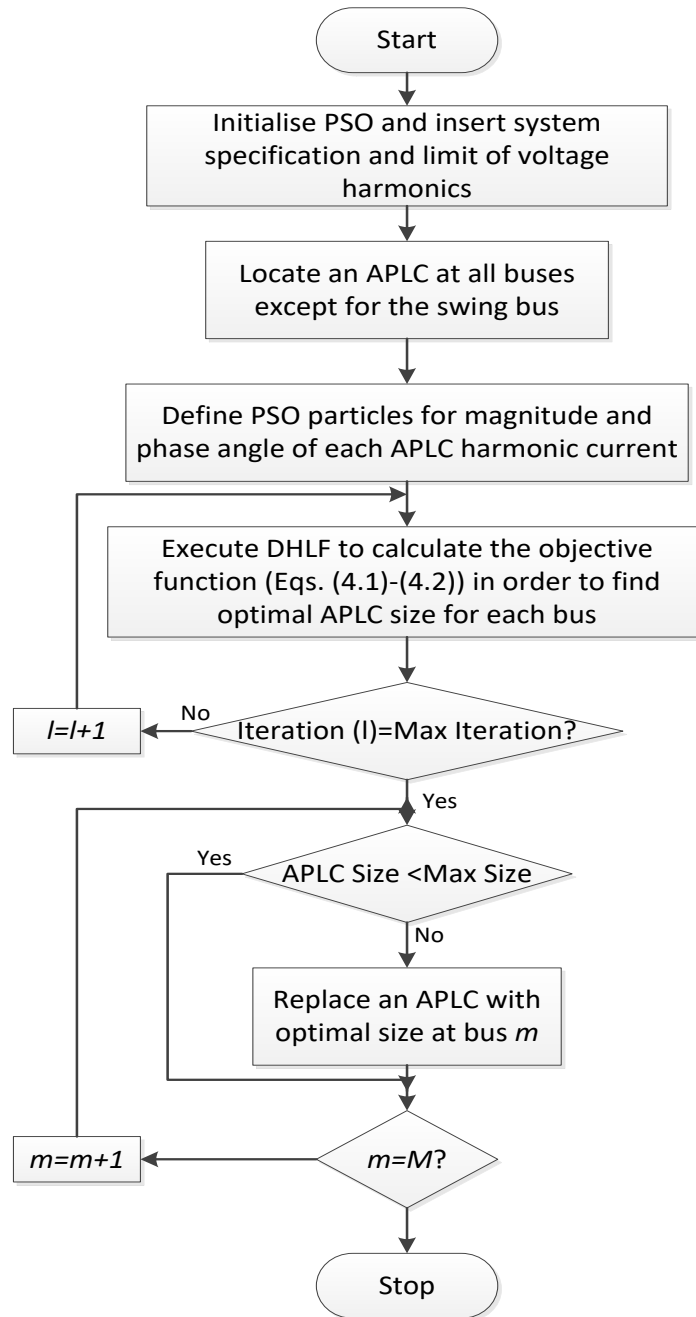 Start
Initialise PSO and insert system
specification and limit of voltage
harmonics
Locate an APLC at all buses
except for the swing bus
Define PSO particles for magnitude and
phase angle of each APLC harmonic current
Execute DHLF to calculate the objective
function (Eqs. (4.1)-(4.2)) in order to find
optimal APLC size for each bus
No
l=l+1
Iteration (l)=Max Iteration?
Yes
Yes
APLC Size <Max Size
No
Replace an APLC with
optimal size at bus m
m=m+1
m=M?
Stop